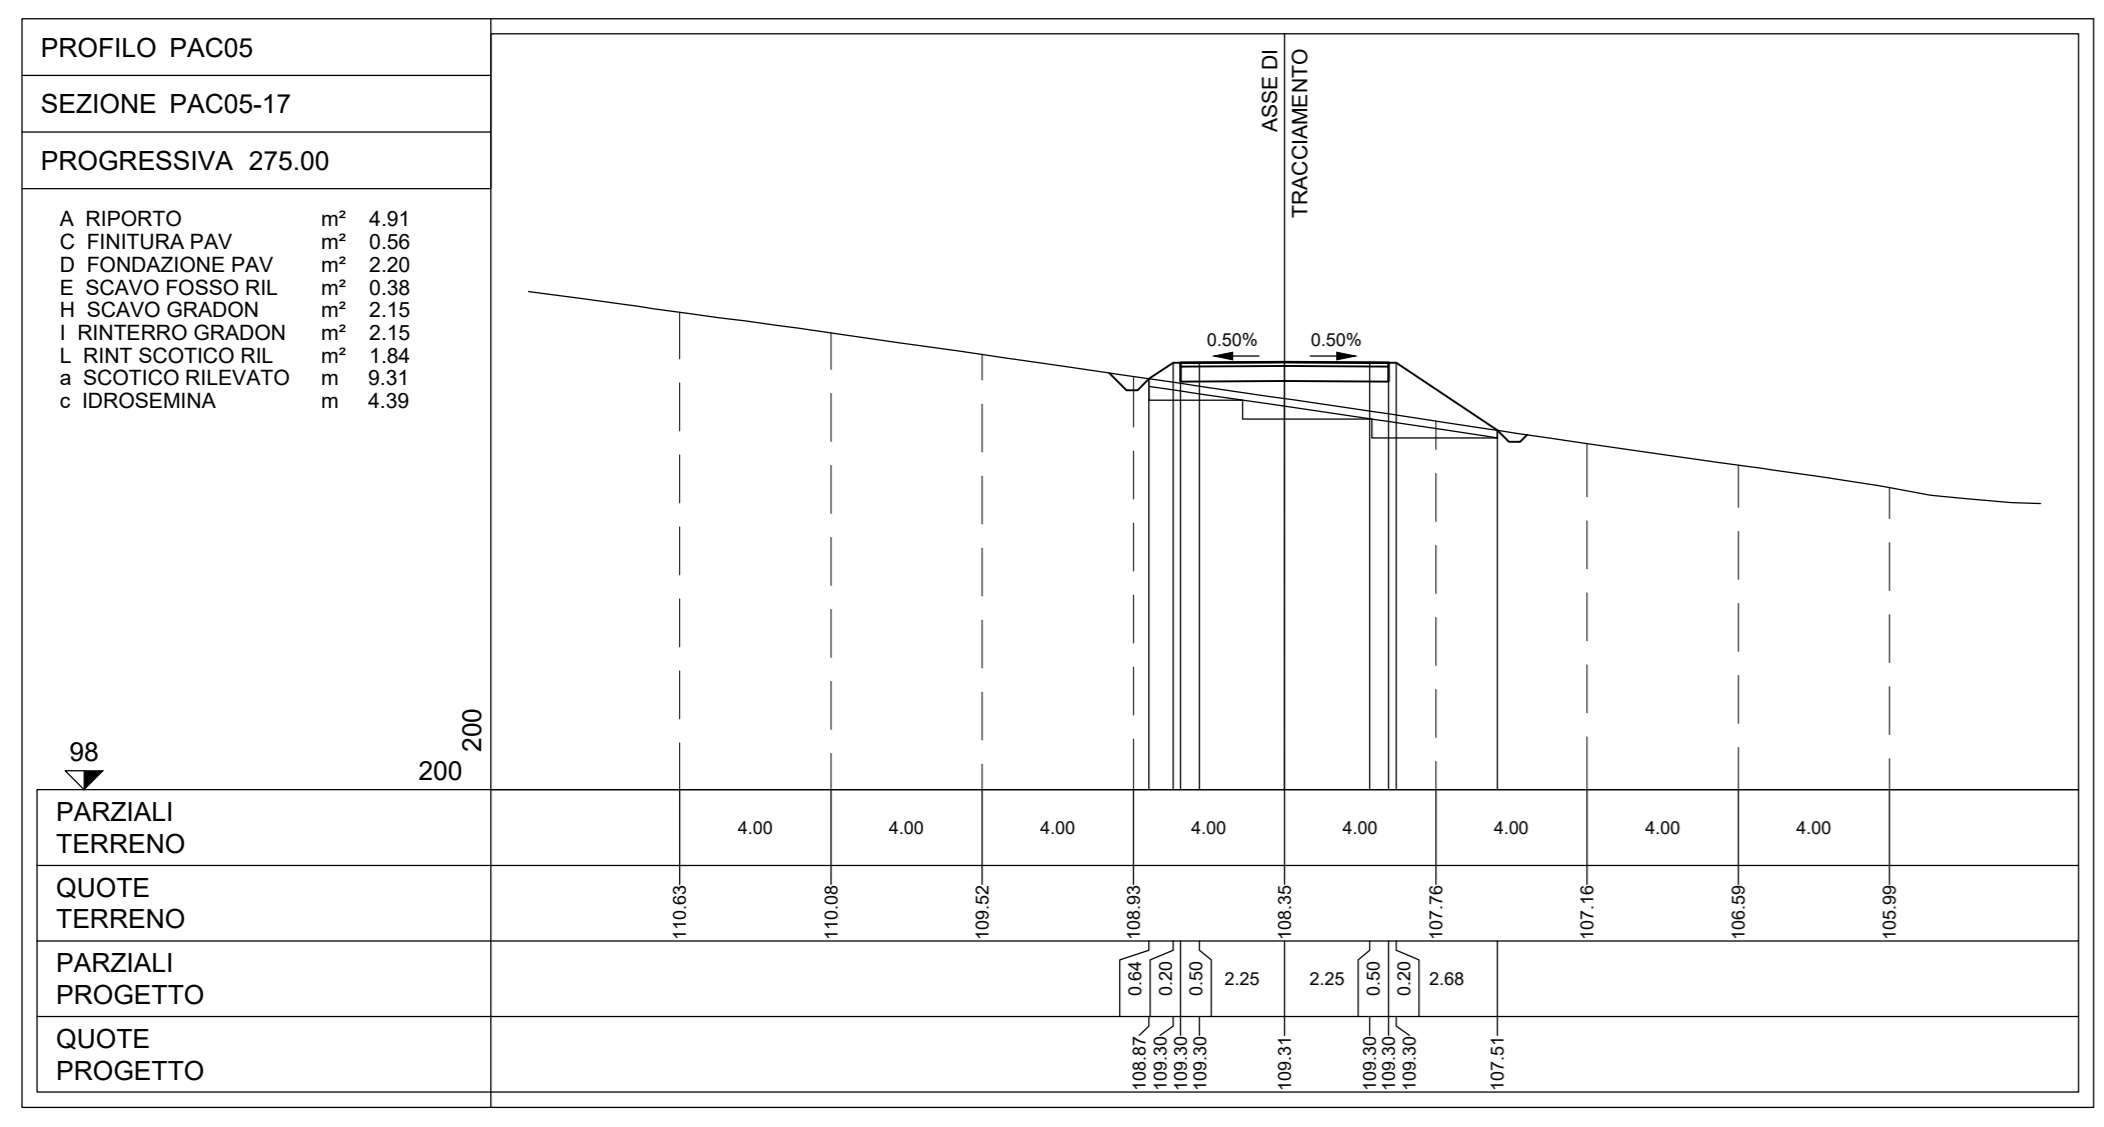 PROFILO PAC05
SEZIONE PAC05-17
PROGRESSIVA 275.00
A RIPORTO m² 4.91
C FINITURA PAV m² 0.56
D FONDAZIONE PAV m² 2.20
E SCAVO FOSSO RIL m² 0.38
H SCAVO GRADON m² 2.15
I RINTERRO GRADON m² 2.15
L RINT SCOTICO RIL m² 1.84
a SCOTICO RILEVATO m 9.31
c IDROSEMINA m 4.39
ASSE DI
TRACCIAMENTO
0.50% 0.50%
98
200
200
PARZIALI
TERRENO
4.00 4.00 4.00 4.00 4.00 4.00 4.00 4.00
QUOTE
TERRENO
110.63 110.08 109.52 108.93 108.35 107.76 107.16 106.59 105.99
PARZIALI
PROGETTO
0.64 0.20 0.50 2.25 2.25 0.50 0.20 2.68
QUOTE
PROGETTO
108.87 109.30 109.30 109.30 109.31 109.30 109.30 109.30 107.51